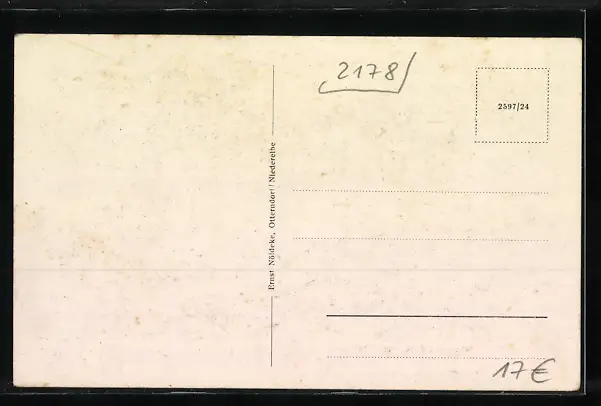 2178
2597/24
Ernst Nöldeke, Otterndorf / Niederelbe
17€